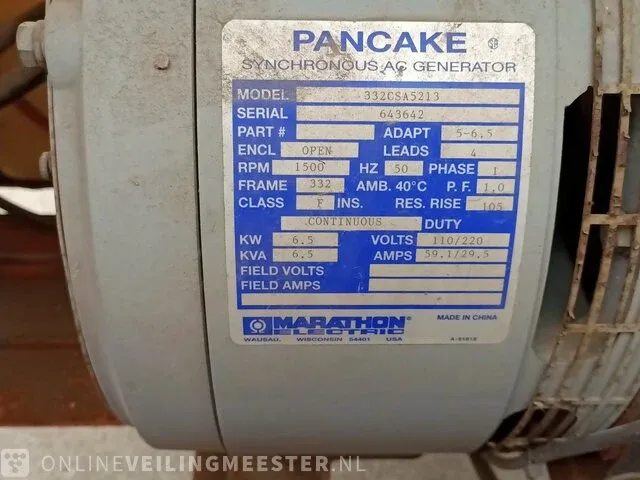 PANCAKE
SYNCHRONOUS AC GENERATOR
MODEL 332CSA5213
SERIAL 643642
PART # ADAPT 5-6.5
ENCL OPEN LEADS 4
RPM 1500 HZ 50 PHASE 1
FRAME 332 AMB. 40°C P.F. 1.0
CLASS F INS. RES. RISE 105
CONTINUOUS DUTY
KW 6.5 VOLTS 110/220
KVA 6.5 AMPS 59.1/29.5
FIELD VOLTS
FIELD AMPS
MARATHON® MADE IN CHINA
ELECTRIC
WAUSAU, WISCONSIN 54401 USA
ONLINEVEILINGMEESTER.NL